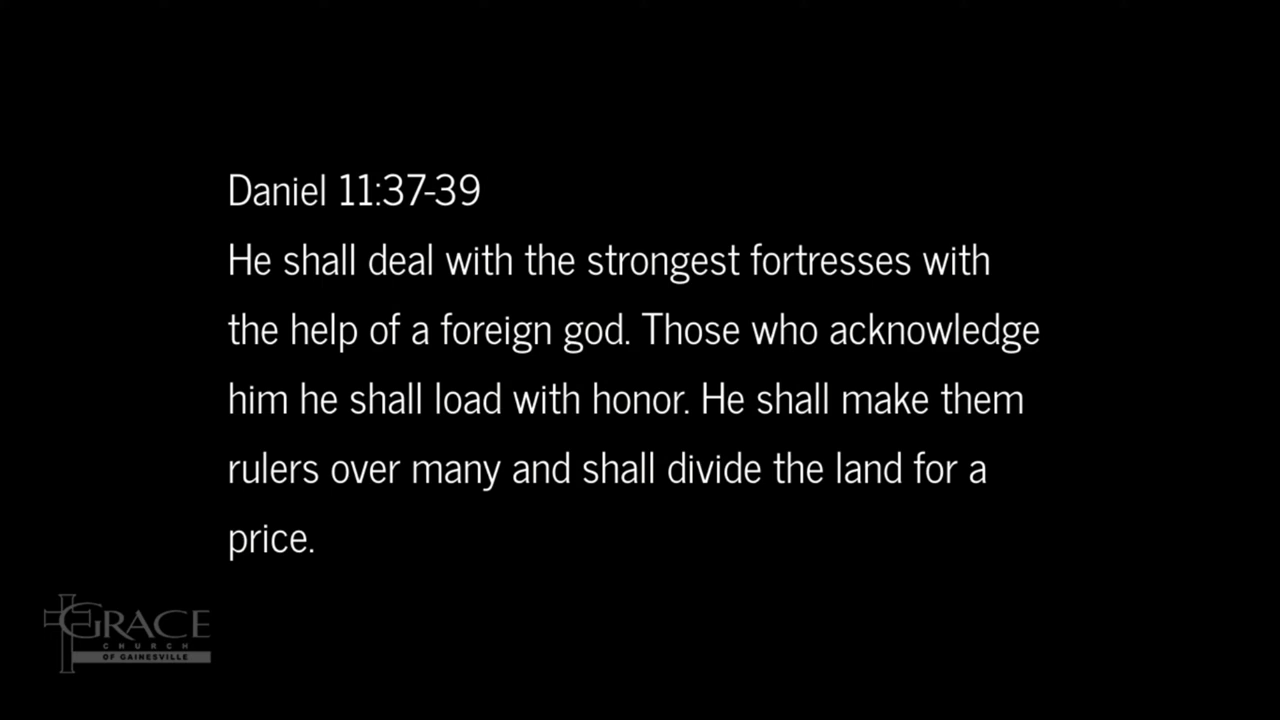 Daniel 11:37-39
He shall deal with the strongest fortresses with
the help of a foreign god. Those who acknowledge
him he shall load with honor. He shall make them
rulers over many and shall divide the land for a
price.
GRACE
CHURCH
OF GAINESVILLE